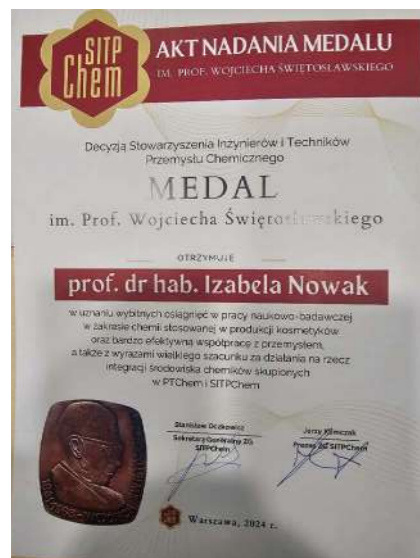 SITP
Chem
AKT NADANIA MEDALU
IM. PROF. WOJCIECHA ŚWIĘTOSŁAWSKIEGO
Decyzją Stowarzyszenia Inżynierów i Techników
Przemysłu Chemicznego
MEDAL
im. Prof. Wojciecha Świętosławskiego
OTRZYMUJE
prof. dr hab. Izabela Nowak
w uznaniu wybitnych osiągnięć w pracy naukowo-badawczej
w zakresie chemii stosowanej w produkcji kosmetyków
oraz bardzo efektywną współpracę z przemysłem,
a także z wyrazami wielkiego szacunku za działania na rzecz
integracji środowiska chemików skupionych
w PTChem i SITPChem
Stanisław
Sekretarz Generalny ZG
SITPChem
Jerzy Klimczak
Prezes ZG SITPChem
Warszawa, 2024 r.